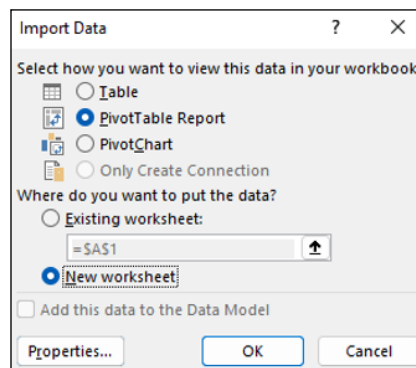 Import Data ? ×
Select how you want to view this data in your workbook
Table
PivotTable Report
PivotChart
Only Create Connection
Where do you want to put the data?
Existing worksheet:
=$A$1
New worksheet
Add this data to the Data Model
Properties... OK Cancel